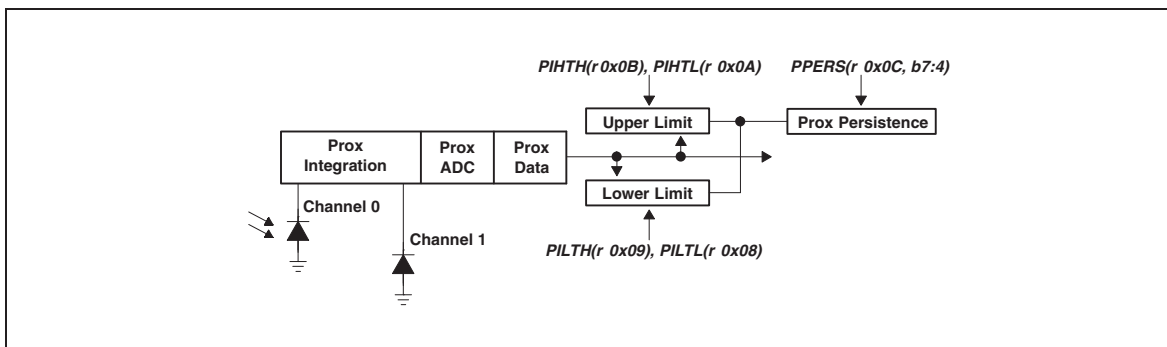 PIHTH(r 0x0B), PIHTL(r 0x0A)
PPERS(r 0x0C, b7:4)
Upper Limit
Prox Persistence
Prox
Integration
Prox
ADC
Prox
Data
Lower Limit
Channel 0
Channel 1
PILTH(r 0x09), PILTL(r 0x08)